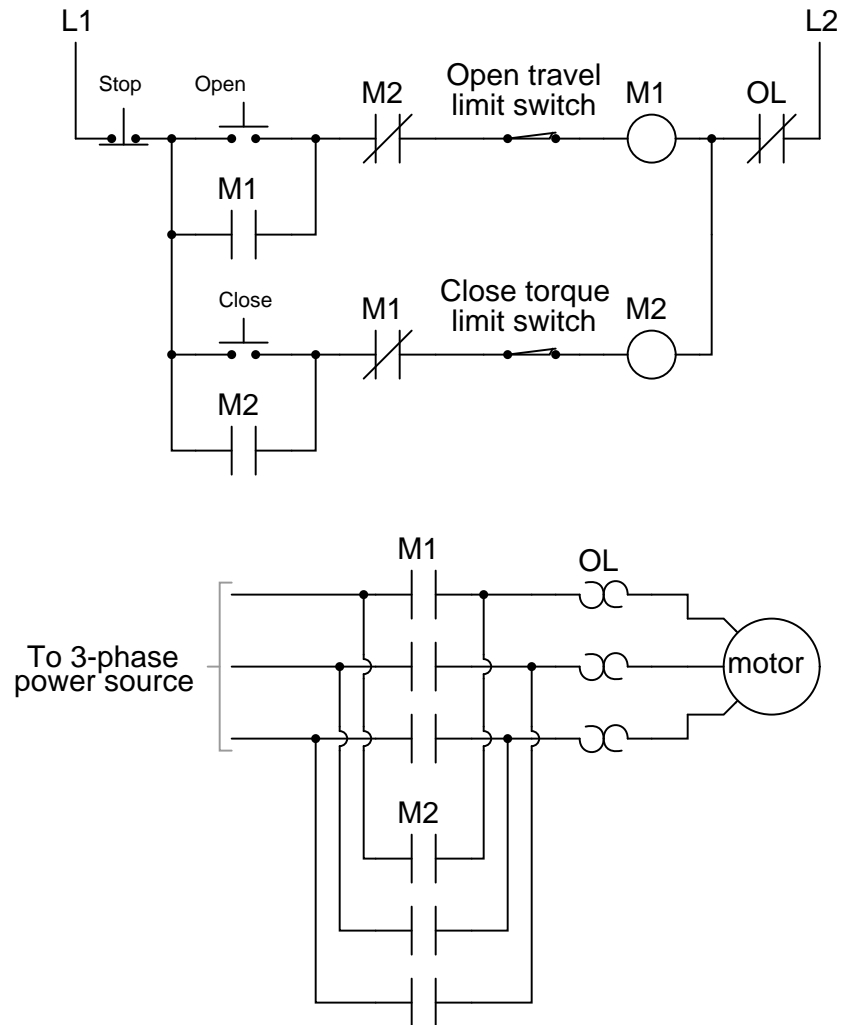 L1
L2
Stop
Open
M2
Open travel
limit switch
M1
OL
M1
Close
M1
Close torque
limit switch
M2
M2
M1
OL
To 3-phase
power source
motor
M2